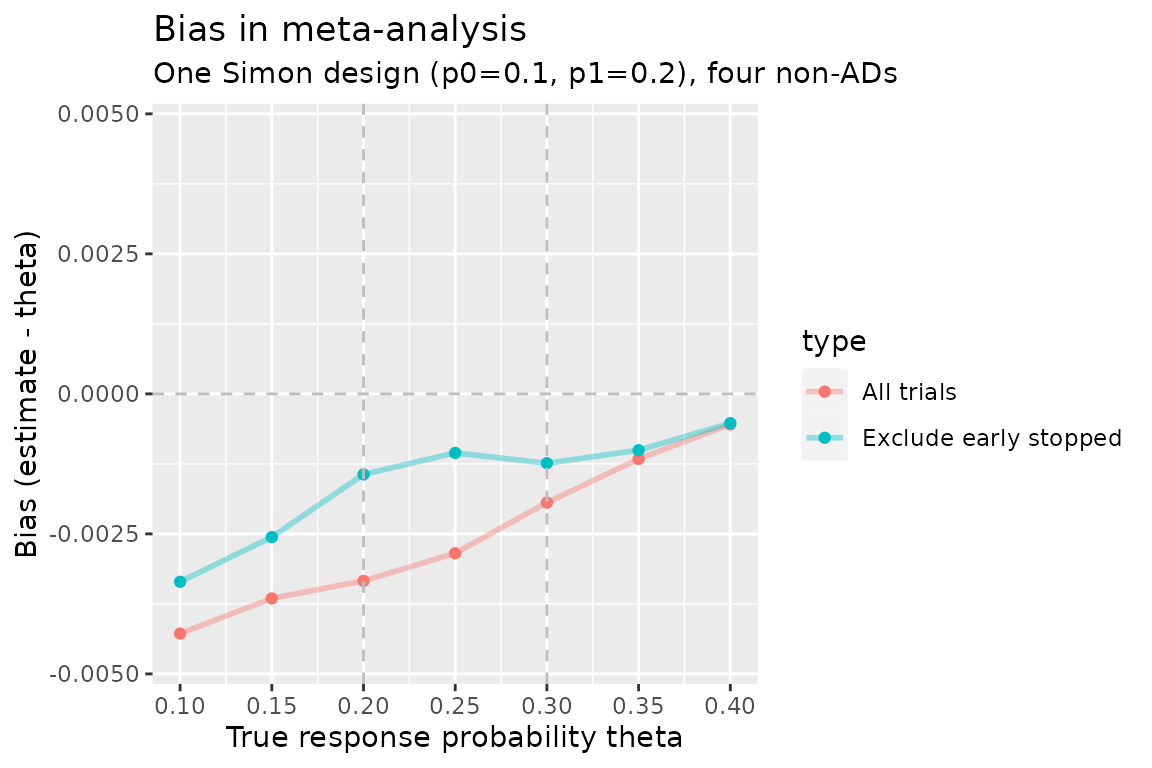 Bias in meta-analysis
One Simon design (p0=0.1, p1=0.2), four non-ADs
Bias (estimate - theta)
0.0050
0.0025
0.0000
-0.0025
-0.0050
0.10 0.15 0.20 0.25 0.30 0.35 0.40
True response probability theta
type
All trials
Exclude early stopped